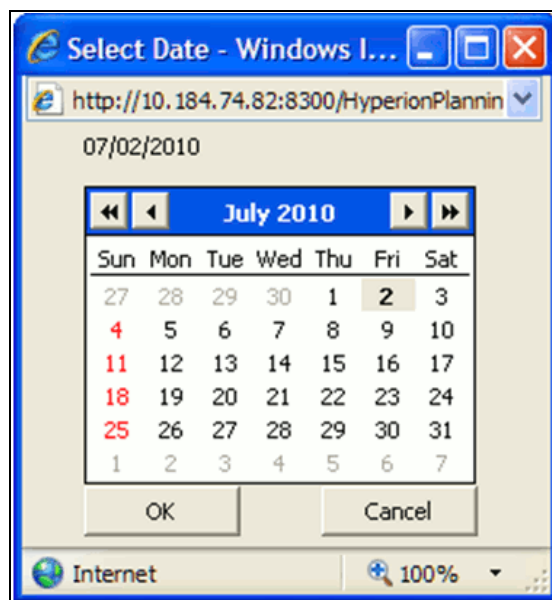 Select Date - Windows I...
http://10.184.74.82:8300/HyperionPlannin
07/02/2010
July 2010
Sun Mon Tue Wed Thu Fri Sat
27 28 29 30 1 2 3
4 5 6 7 8 9 10
11 12 13 14 15 16 17
18 19 20 21 22 23 24
25 26 27 28 29 30 31
1 2 3 4 5 6 7
OK Cancel
Internet 100%